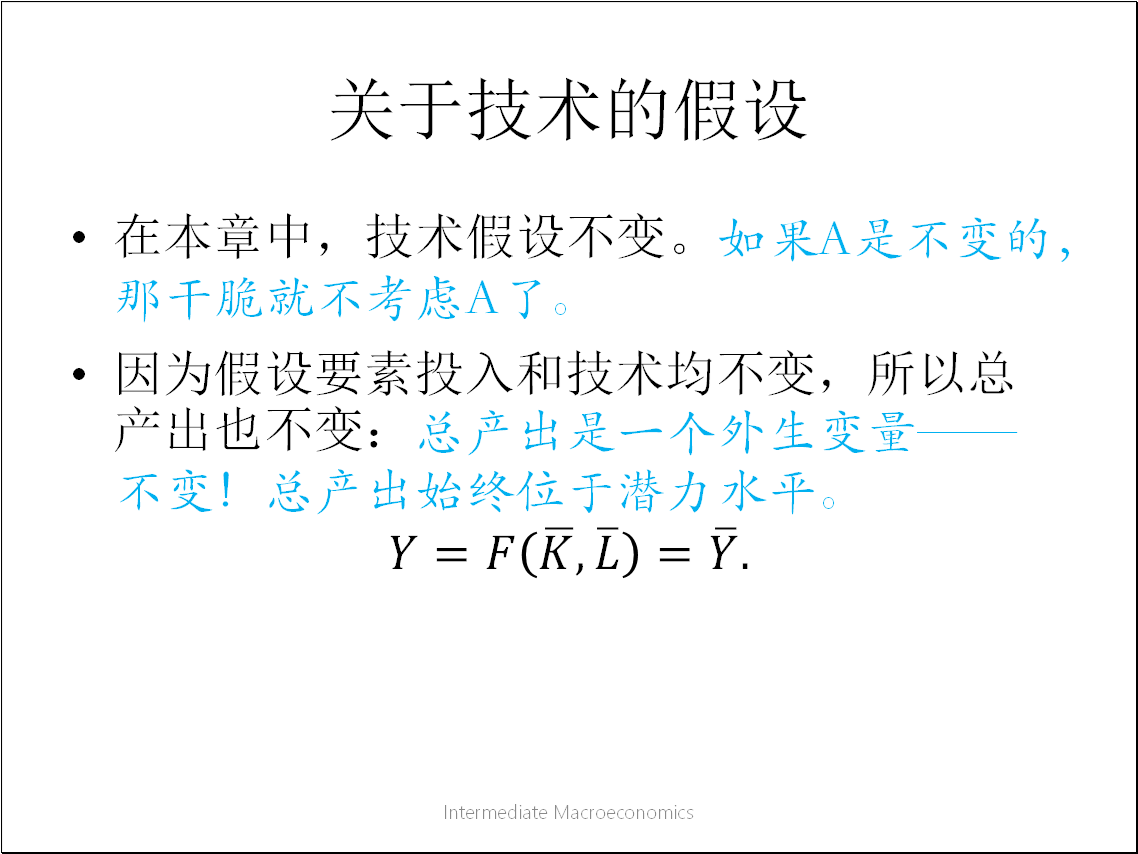 关于技术的假设
• 在本章中，技术假设不变。如果A是不变的，
那干脆就不考虑A了。
• 因为假设要素投入和技术均不变，所以总
产出也不变：总产出是一个外生变量——
不变！总产出始终位于潜力水平。
Y = F(K̅, L̅) = Y̅.
Intermediate Macroeconomics